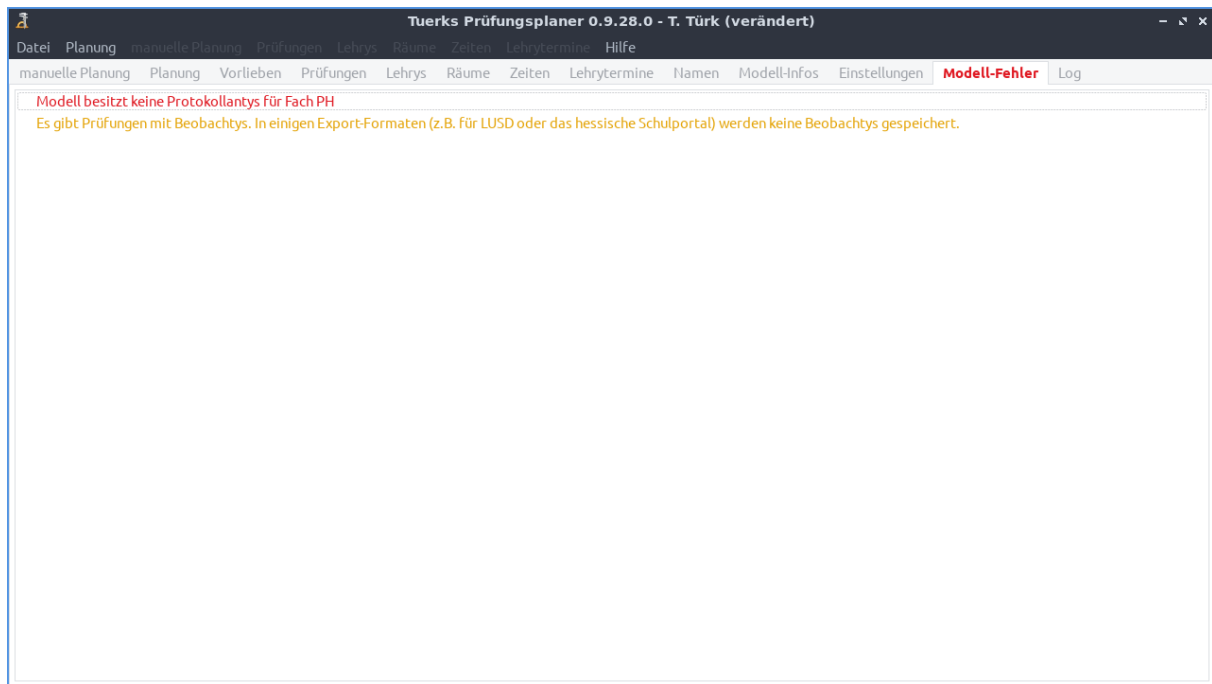 Tuerks Prüfungsplaner 0.9.28.0 - T. Türk (verändert)
Datei Planung manuelle Planung Prüfungen Lehrys Räume Zeiten Lehrytermine Hilfe
manuelle Planung Planung Vorlieben Prüfungen Lehrys Räume Zeiten Lehrytermine Namen Modell-Infos Einstellungen Modell-Fehler Log
Modell besitzt keine Protokollantys für Fach PH
Es gibt Prüfungen mit Beobachtys. In einigen Export-Formaten (z.B. für LUSD oder das hessische Schulportal) werden keine Beobachtys gespeichert.